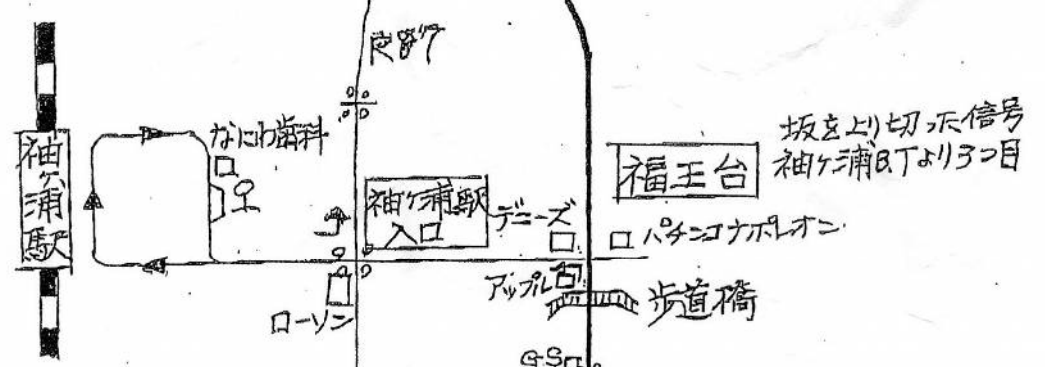 R87
なにわ歯科
袖ヶ浦駅
袖ヶ浦駅
入口
デニーズ
福王台
坂を上り切った信号
袖ヶ浦B.Tより3つ目
パチンコナポレオン
アップル
歩道橋
ローソン
G.S